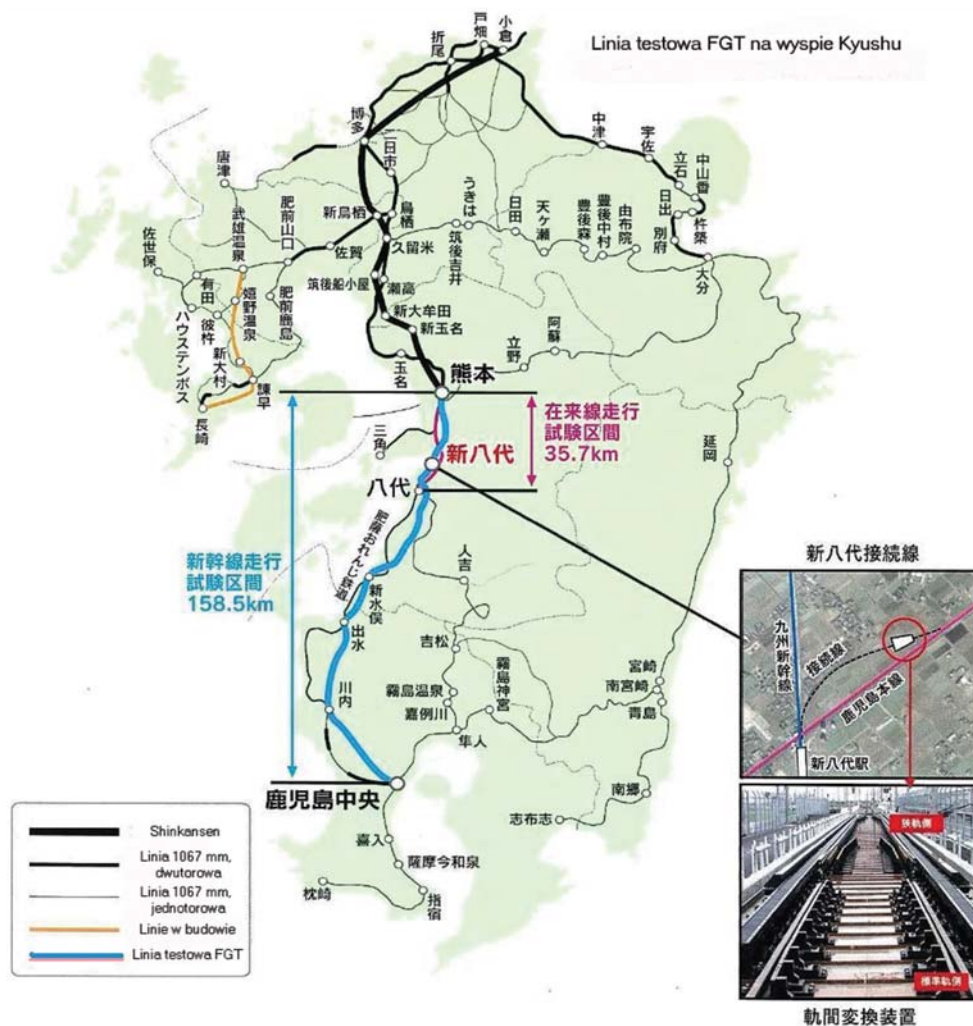 Linia testowa FGT na wyspie Kyushu
戸畑
小倉
折尾
博多
二日市
中津
宇佐
立石
中山香
日出
杵築
別府
大分
唐津
武雄温泉
肥前山口
新鳥栖
鳥栖
佐賀
久留米
うきは
筑後吉井
日田
天ヶ瀬
豊後森
豊後中村
由布院
佐世保
有田
嬉野温泉
肥前鹿島
筑後船小屋
瀬高
ハウステンボス
彼杵
新大村
諫早
長崎
新大牟田
新玉名
玉名
立野
阿蘇
熊本
在来線走行
試験区間
35.7km
三角
新八代
八代
延岡
新幹線走行
試験区間
158.5km
肥薩おれんじ鉄道
人吉
新水俣
出水
吉松
川内
霧島温泉
霧島神宮
嘉例川
隼人
宮崎
南宮崎
青島
鹿児島中央
南郷
志布志
喜入
薩摩今和泉
枕崎
指宿
新八代接続線
九州新幹線
接続線
鹿児島本線
新八代駅
狭軌側
標準軌側
軌間変換装置
Shinkansen
Linia 1067 mm,
dwutorowa
Linia 1067 mm,
jednotorowa
Linie w budowie
Linia testowa FGT